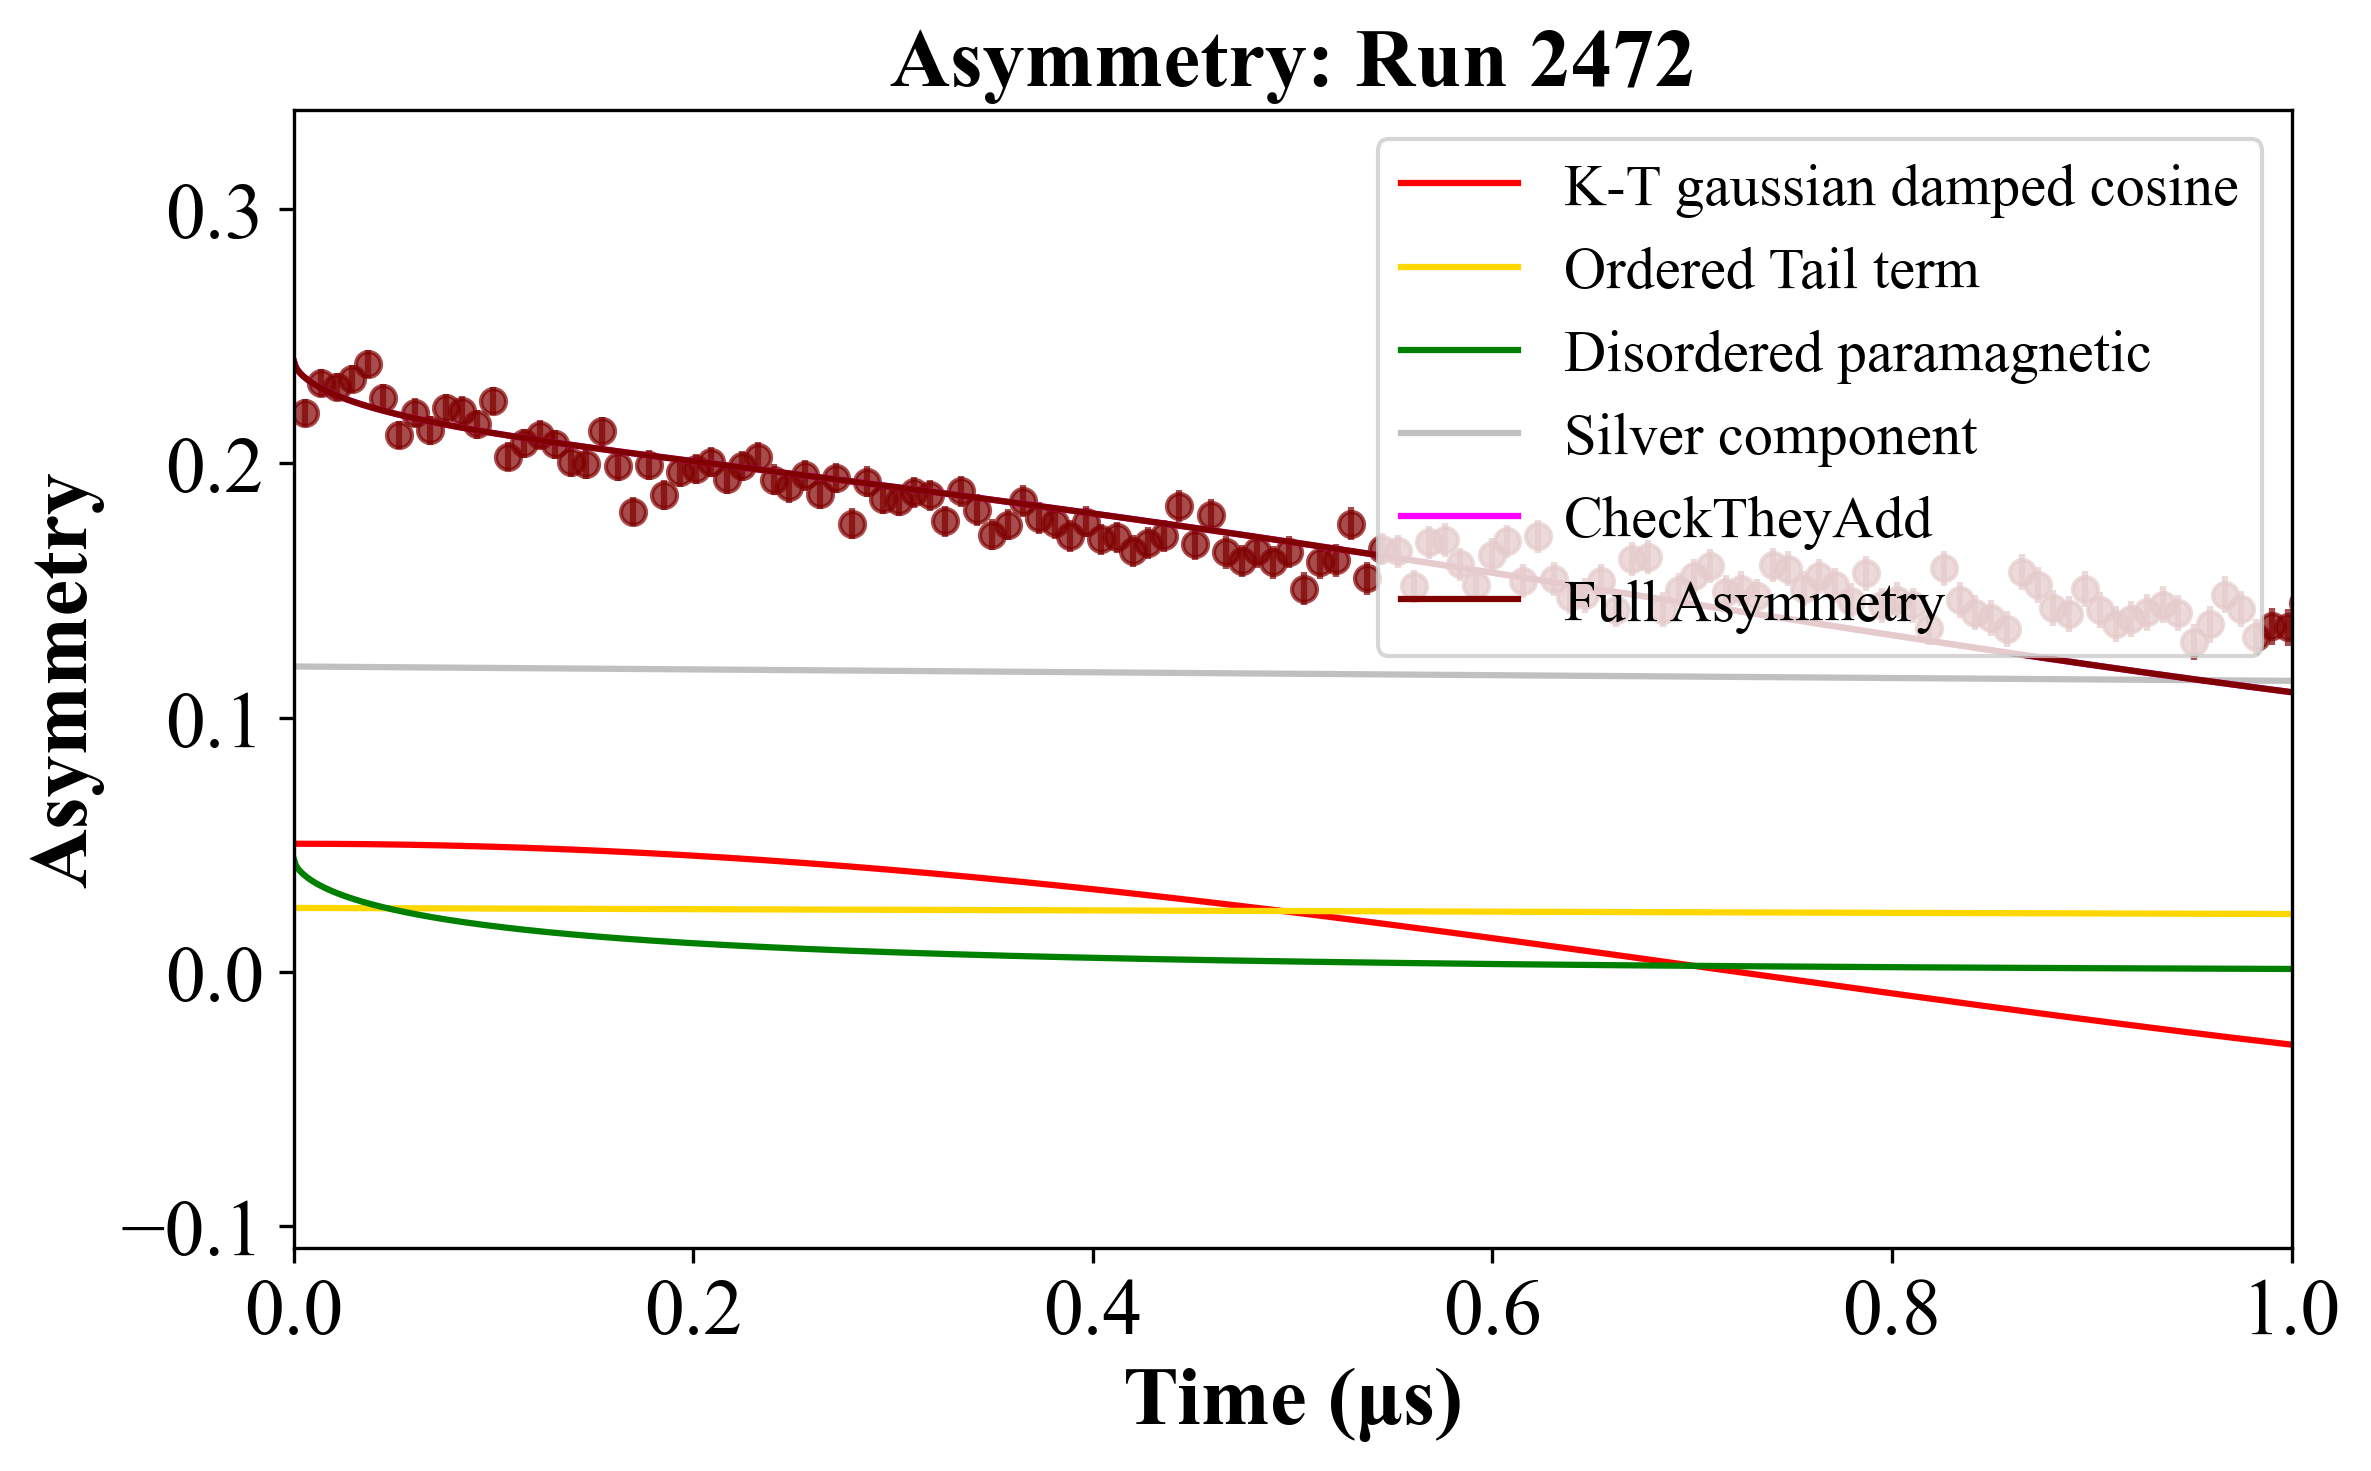 Asymmetry: Run 2472
K-T gaussian damped cosine
Ordered Tail term
Disordered paramagnetic
Silver component
CheckTheyAdd
Full Asymmetry
Asymmetry
0.3
0.2
0.1
0.0
−0.1
0.0 0.2 0.4 0.6 0.8 1.0
Time (μs)